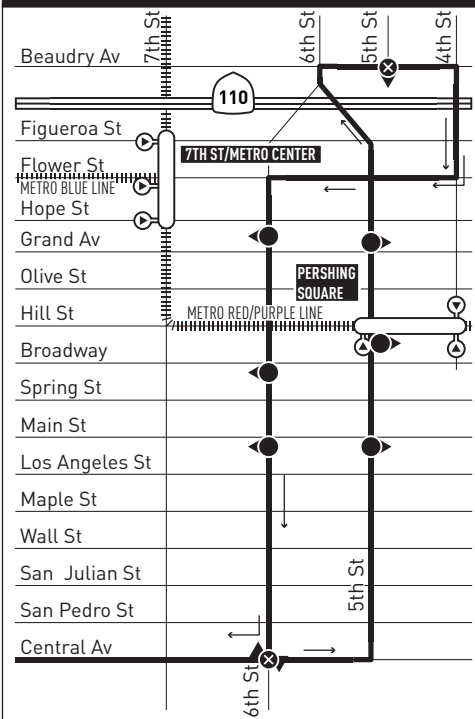 7th St
6th St
5th St
4th St
Beaudry Av
110
Figueroa St
7TH ST/METRO CENTER
Flower St
METRO BLUE LINE
Hope St
Grand Av
Olive St
PERSHING
SQUARE
Hill St
METRO RED/PURPLE LINE
Broadway
Spring St
Main St
Los Angeles St
Maple St
Wall St
San Julian St
5th St
San Pedro St
Central Av
6th St